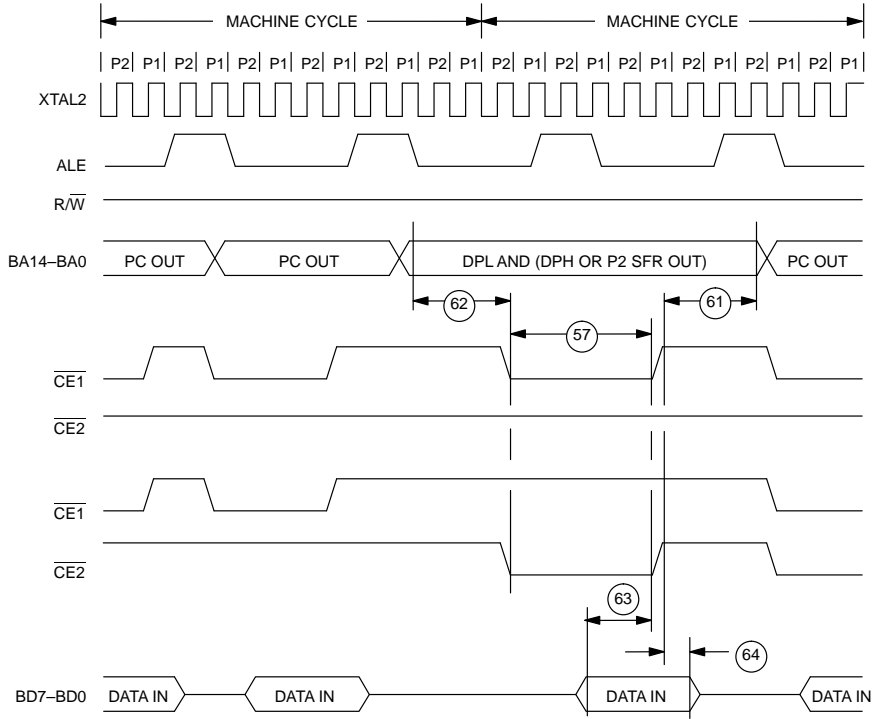 MACHINE CYCLE MACHINE CYCLE
P2 P1 P2 P1 P2 P1 P2 P1 P2 P1 P2 P1 P2 P1 P2 P1 P2 P1 P2 P1 P2 P1 P2 P1
XTAL2
ALE
R/W
BA14–BA0 PC OUT PC OUT DPL AND (DPH OR P2 SFR OUT) PC OUT
62 61
57
CE1
CE2
CE1
CE2
63
64
BD7–BD0 DATA IN DATA IN DATA IN DATA IN